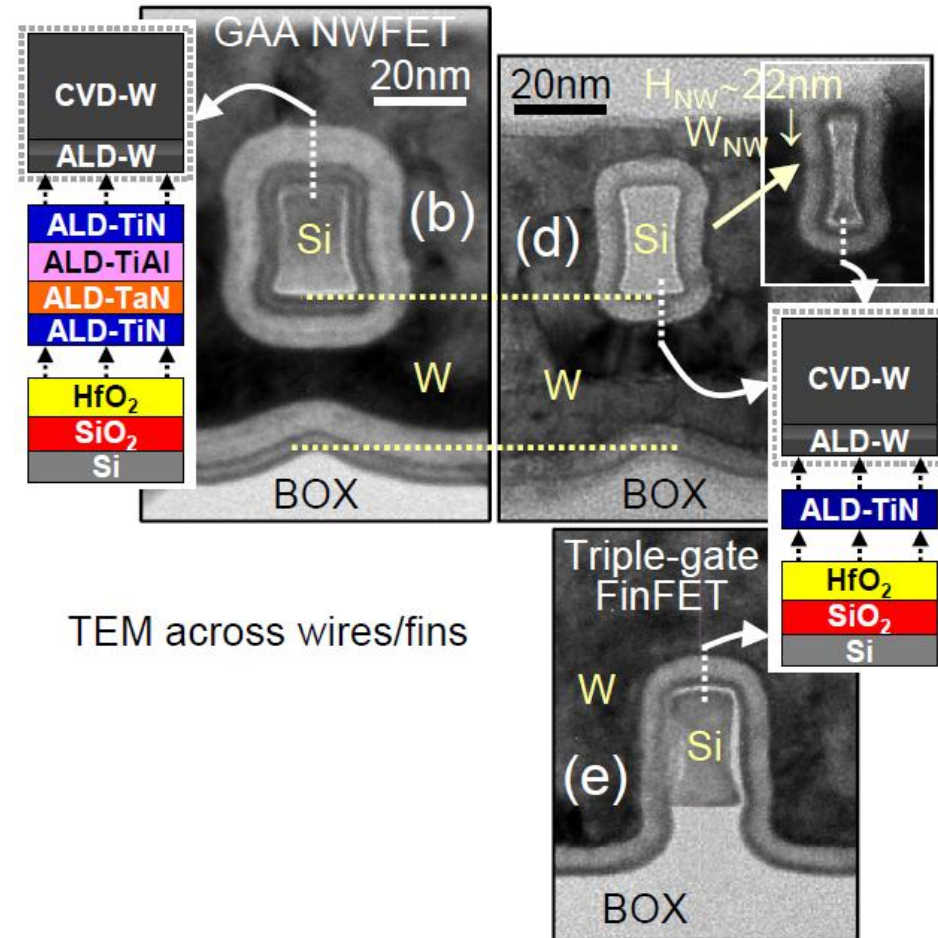 GAA NWFET
20nm
CVD-W
ALD-W
ALD-TiN
ALD-TiAl
ALD-TaN
ALD-TiN
HfO₂
SiO₂
Si
Si
(b)
W
BOX
20nm
H_NW~22nm
W_NW ↓
(d)
Si
W
BOX
CVD-W
ALD-W
ALD-TiN
HfO₂
SiO₂
Si
TEM across wires/fins
Triple-gate
FinFET
W
Si
(e)
BOX